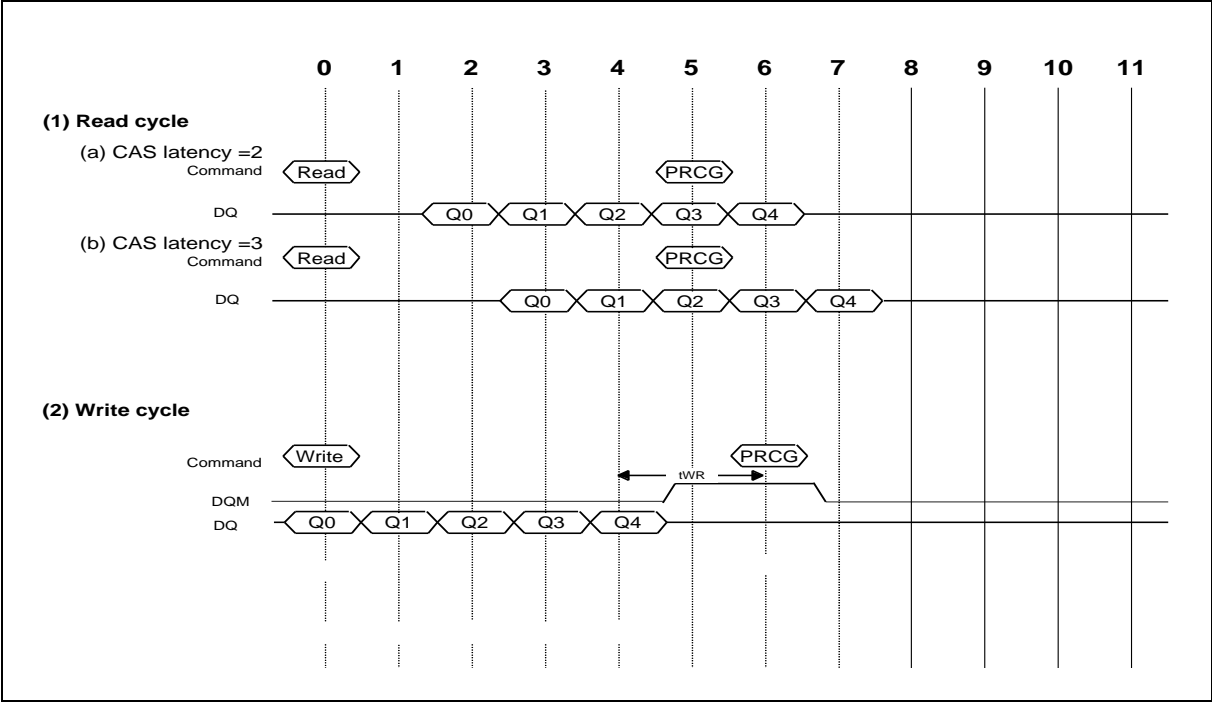 0 1 2 3 4 5 6 7 8 9 10 11
(1) Read cycle
(a) CAS latency =2
Command Read PRCG
DQ Q0 Q1 Q2 Q3 Q4
(b) CAS latency =3
Command Read PRCG
DQ Q0 Q1 Q2 Q3 Q4
(2) Write cycle
Command Write PRCG
tWR
DQM
DQ Q0 Q1 Q2 Q3 Q4